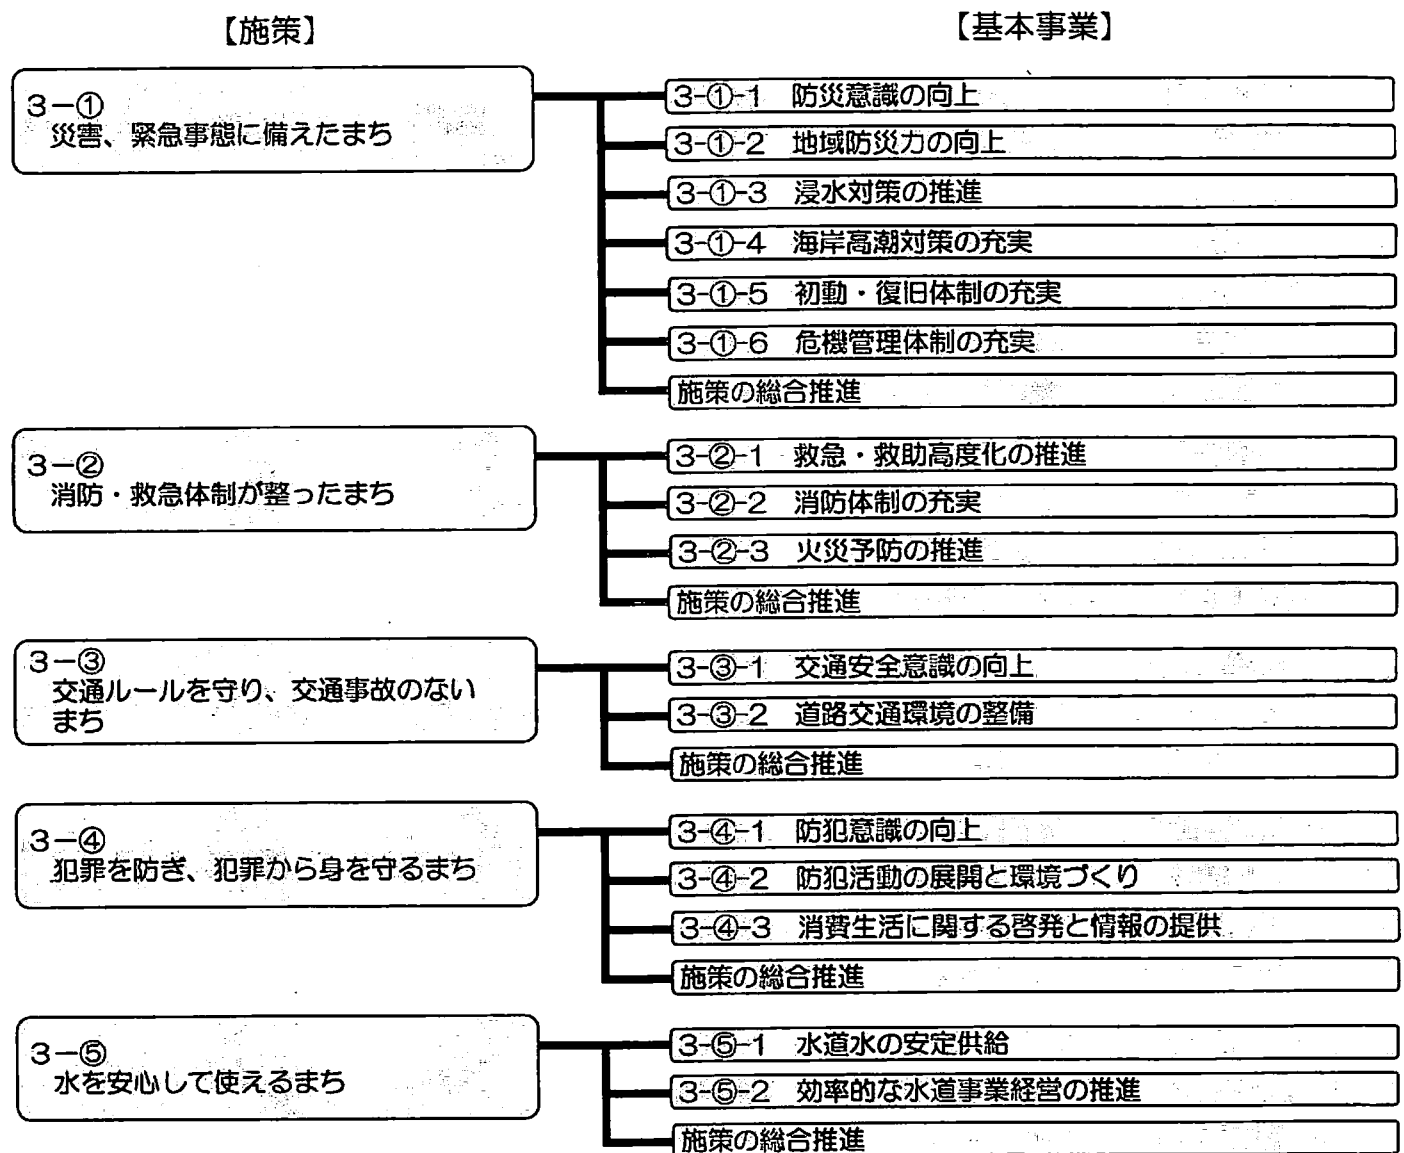 【施策】
【基本事業】
3－①
災害、緊急事態に備えたまち
3-①-1 防災意識の向上
3-①-2 地域防災力の向上
3-①-3 浸水対策の推進
3-①-4 海岸高潮対策の充実
3-①-5 初動・復旧体制の充実
3-①-6 危機管理体制の充実
施策の総合推進
3－②
消防・救急体制が整ったまち
3-②-1 救急・救助高度化の推進
3-②-2 消防体制の充実
3-②-3 火災予防の推進
施策の総合推進
3－③
交通ルールを守り、交通事故のない
まち
3-③-1 交通安全意識の向上
3-③-2 道路交通環境の整備
施策の総合推進
3－④
犯罪を防ぎ、犯罪から身を守るまち
3-④-1 防犯意識の向上
3-④-2 防犯活動の展開と環境づくり
3-④-3 消費生活に関する啓発と情報の提供
施策の総合推進
3－⑤
水を安心して使えるまち
3-⑤-1 水道水の安定供給
3-⑤-2 効率的な水道事業経営の推進
施策の総合推進